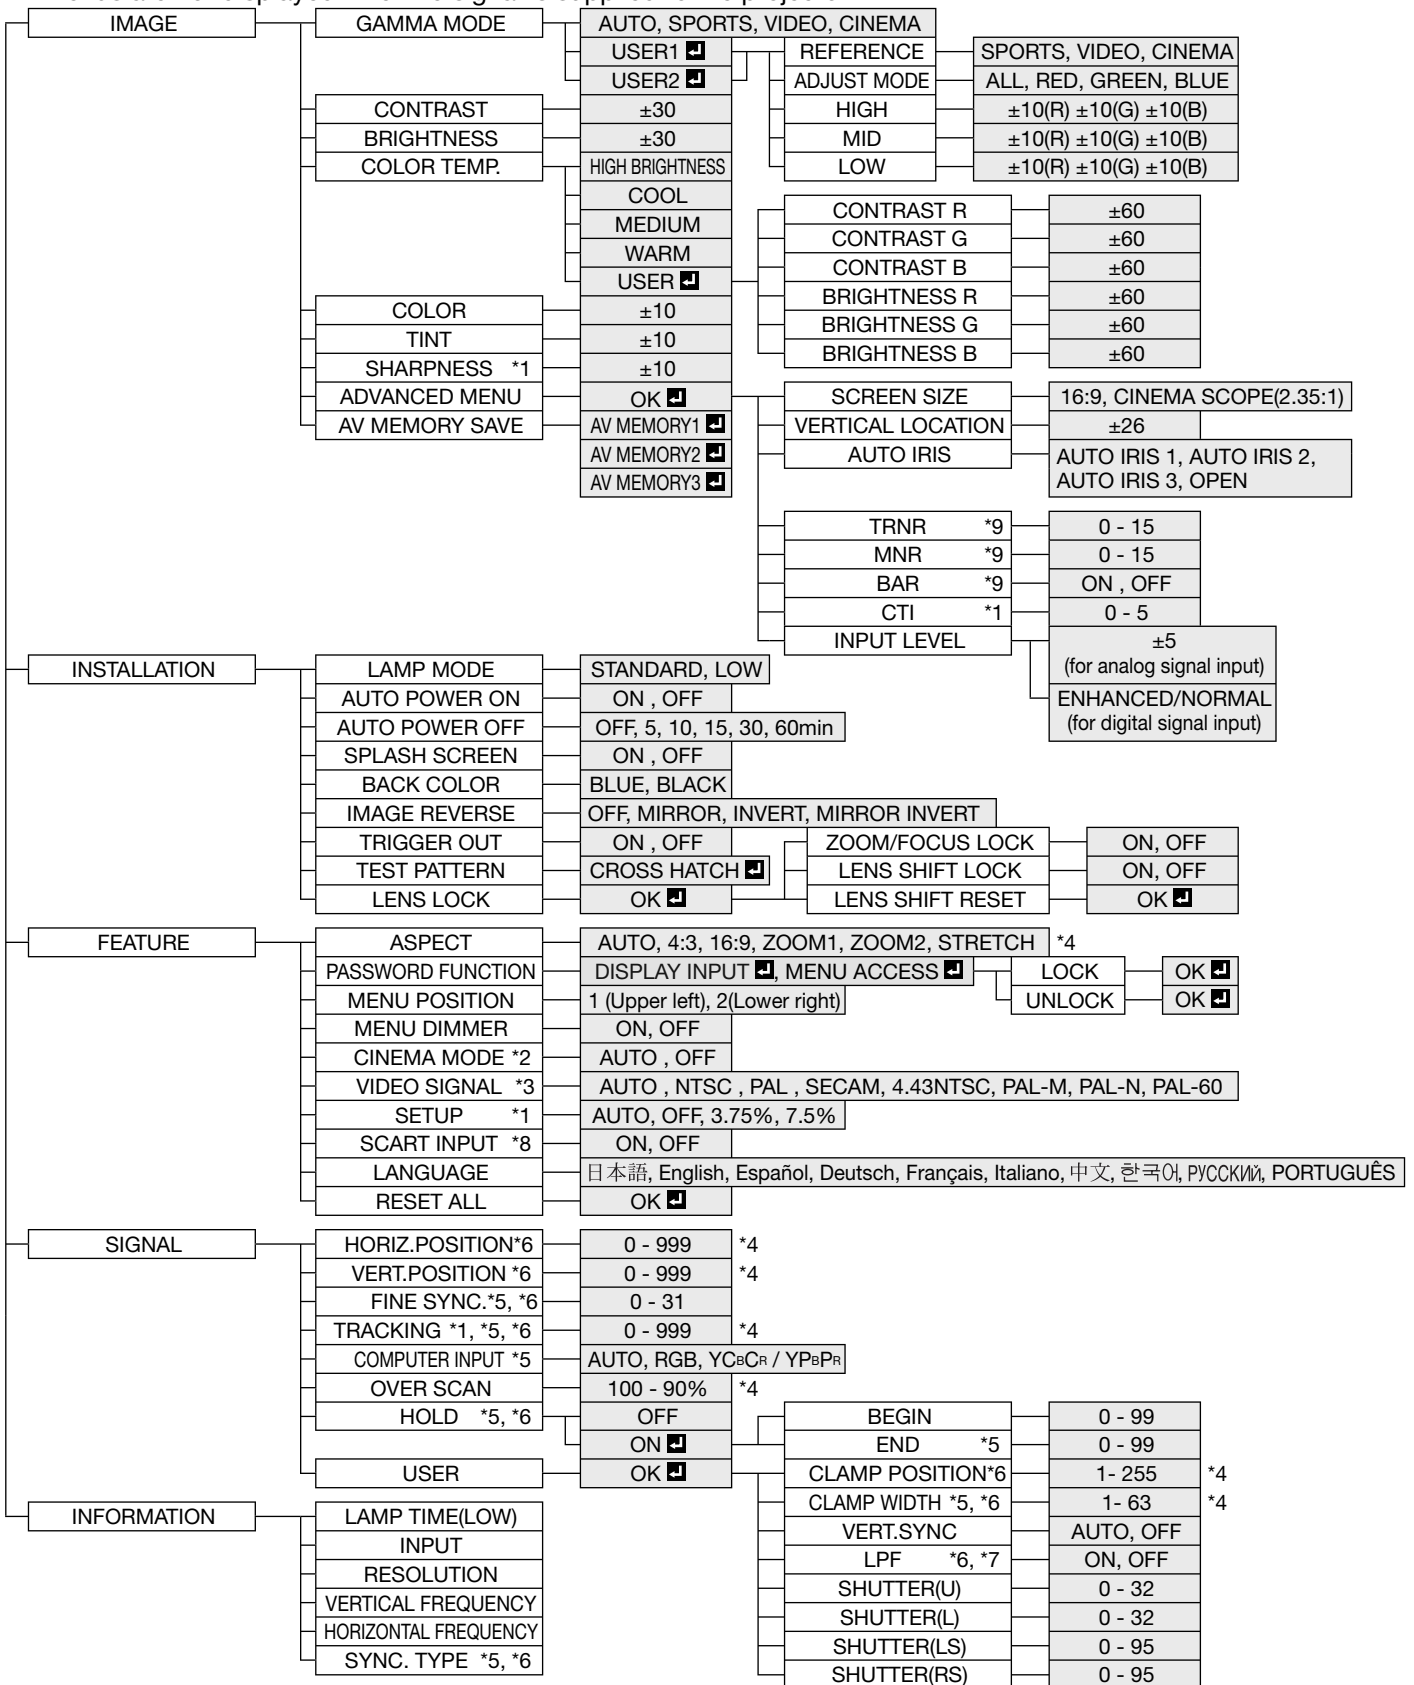 IMAGE GAMMA MODE AUTO, SPORTS, VIDEO, CINEMA
USER1 REFERENCE SPORTS, VIDEO, CINEMA
USER2 ADJUST MODE ALL, RED, GREEN, BLUE
CONTRAST ±30 HIGH ±10(R) ±10(G) ±10(B)
BRIGHTNESS ±30 MID ±10(R) ±10(G) ±10(B)
COLOR TEMP. HIGH BRIGHTNESS LOW ±10(R) ±10(G) ±10(B)
COOL CONTRAST R ±60
MEDIUM CONTRAST G ±60
WARM CONTRAST B ±60
USER BRIGHTNESS R ±60
COLOR ±10 BRIGHTNESS G ±60
TINT ±10 BRIGHTNESS B ±60
SHARPNESS *1 ±10
ADVANCED MENU OK SCREEN SIZE 16:9, CINEMA SCOPE(2.35:1)
AV MEMORY SAVE AV MEMORY1 VERTICAL LOCATION ±26
AV MEMORY2 AUTO IRIS AUTO IRIS 1, AUTO IRIS 2,
AV MEMORY3 AUTO IRIS 3, OPEN
TRNR *9 0 - 15
MNR *9 0 - 15
BAR *9 ON , OFF
CTI *1 0 - 5
INPUT LEVEL ±5
(for analog signal input)
ENHANCED/NORMAL
(for digital signal input)
INSTALLATION LAMP MODE STANDARD, LOW
AUTO POWER ON ON , OFF
AUTO POWER OFF OFF, 5, 10, 15, 30, 60min
SPLASH SCREEN ON , OFF
BACK COLOR BLUE, BLACK
IMAGE REVERSE OFF, MIRROR, INVERT, MIRROR INVERT
TRIGGER OUT ON , OFF ZOOM/FOCUS LOCK ON, OFF
TEST PATTERN CROSS HATCH LENS SHIFT LOCK ON, OFF
LENS LOCK OK LENS SHIFT RESET OK
FEATURE ASPECT AUTO, 4:3, 16:9, ZOOM1, ZOOM2, STRETCH *4
PASSWORD FUNCTION DISPLAY INPUT , MENU ACCESS LOCK OK
MENU POSITION 1 (Upper left), 2(Lower right) UNLOCK OK
MENU DIMMER ON, OFF
CINEMA MODE *2 AUTO , OFF
VIDEO SIGNAL *3 AUTO , NTSC , PAL , SECAM, 4.43NTSC, PAL-M, PAL-N, PAL-60
SETUP *1 AUTO, OFF, 3.75%, 7.5%
SCART INPUT *8 ON, OFF
LANGUAGE 日本語, English, Español, Deutsch, Français, Italiano, 中文, 한국어, РУССКИЙ, PORTUGUÊS
RESET ALL OK
SIGNAL HORIZ.POSITION*6 0 - 999 *4
VERT.POSITION *6 0 - 999 *4
FINE SYNC.*5, *6 0 - 31
TRACKING *1, *5, *6 0 - 999 *4
COMPUTER INPUT *5 AUTO, RGB, YCBCR / YPBPR
OVER SCAN 100 - 90% *4
HOLD *5, *6 OFF BEGIN 0 - 99
ON END *5 0 - 99
USER OK CLAMP POSITION*6 1- 255 *4
CLAMP WIDTH *5, *6 1- 63 *4
INFORMATION LAMP TIME(LOW) VERT.SYNC AUTO, OFF
INPUT LPF *6, *7 ON, OFF
RESOLUTION SHUTTER(U) 0 - 32
VERTICAL FREQUENCY SHUTTER(L) 0 - 32
HORIZONTAL FREQUENCY SHUTTER(LS) 0 - 95
SYNC. TYPE *5, *6 SHUTTER(RS) 0 - 95